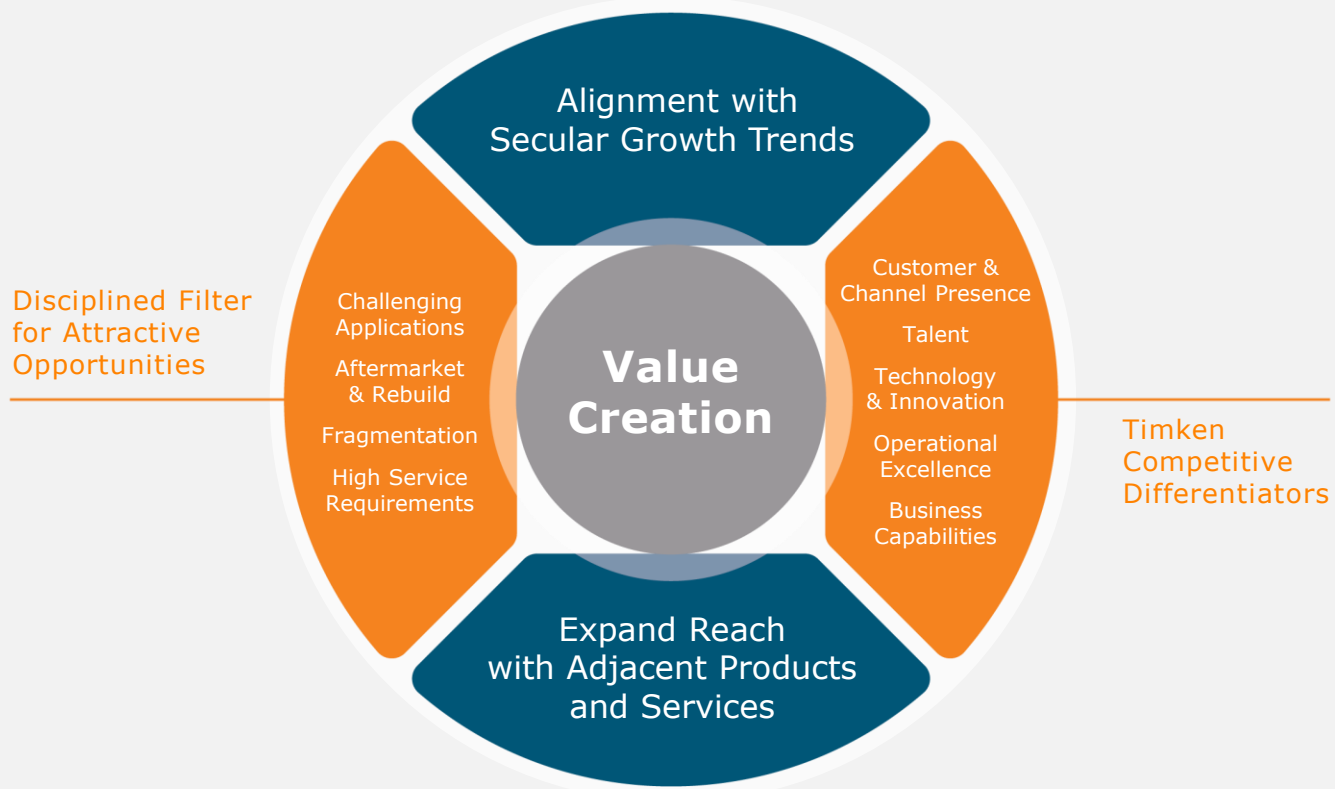 Alignment with
Secular Growth Trends
Disciplined Filter
for Attractive
Opportunities
Challenging
Applications
Aftermarket
& Rebuild
Fragmentation
High Service
Requirements
Value
Creation
Customer &
Channel Presence
Talent
Technology
& Innovation
Operational
Excellence
Business
Capabilities
Timken
Competitive
Differentiators
Expand Reach
with Adjacent Products
and Services